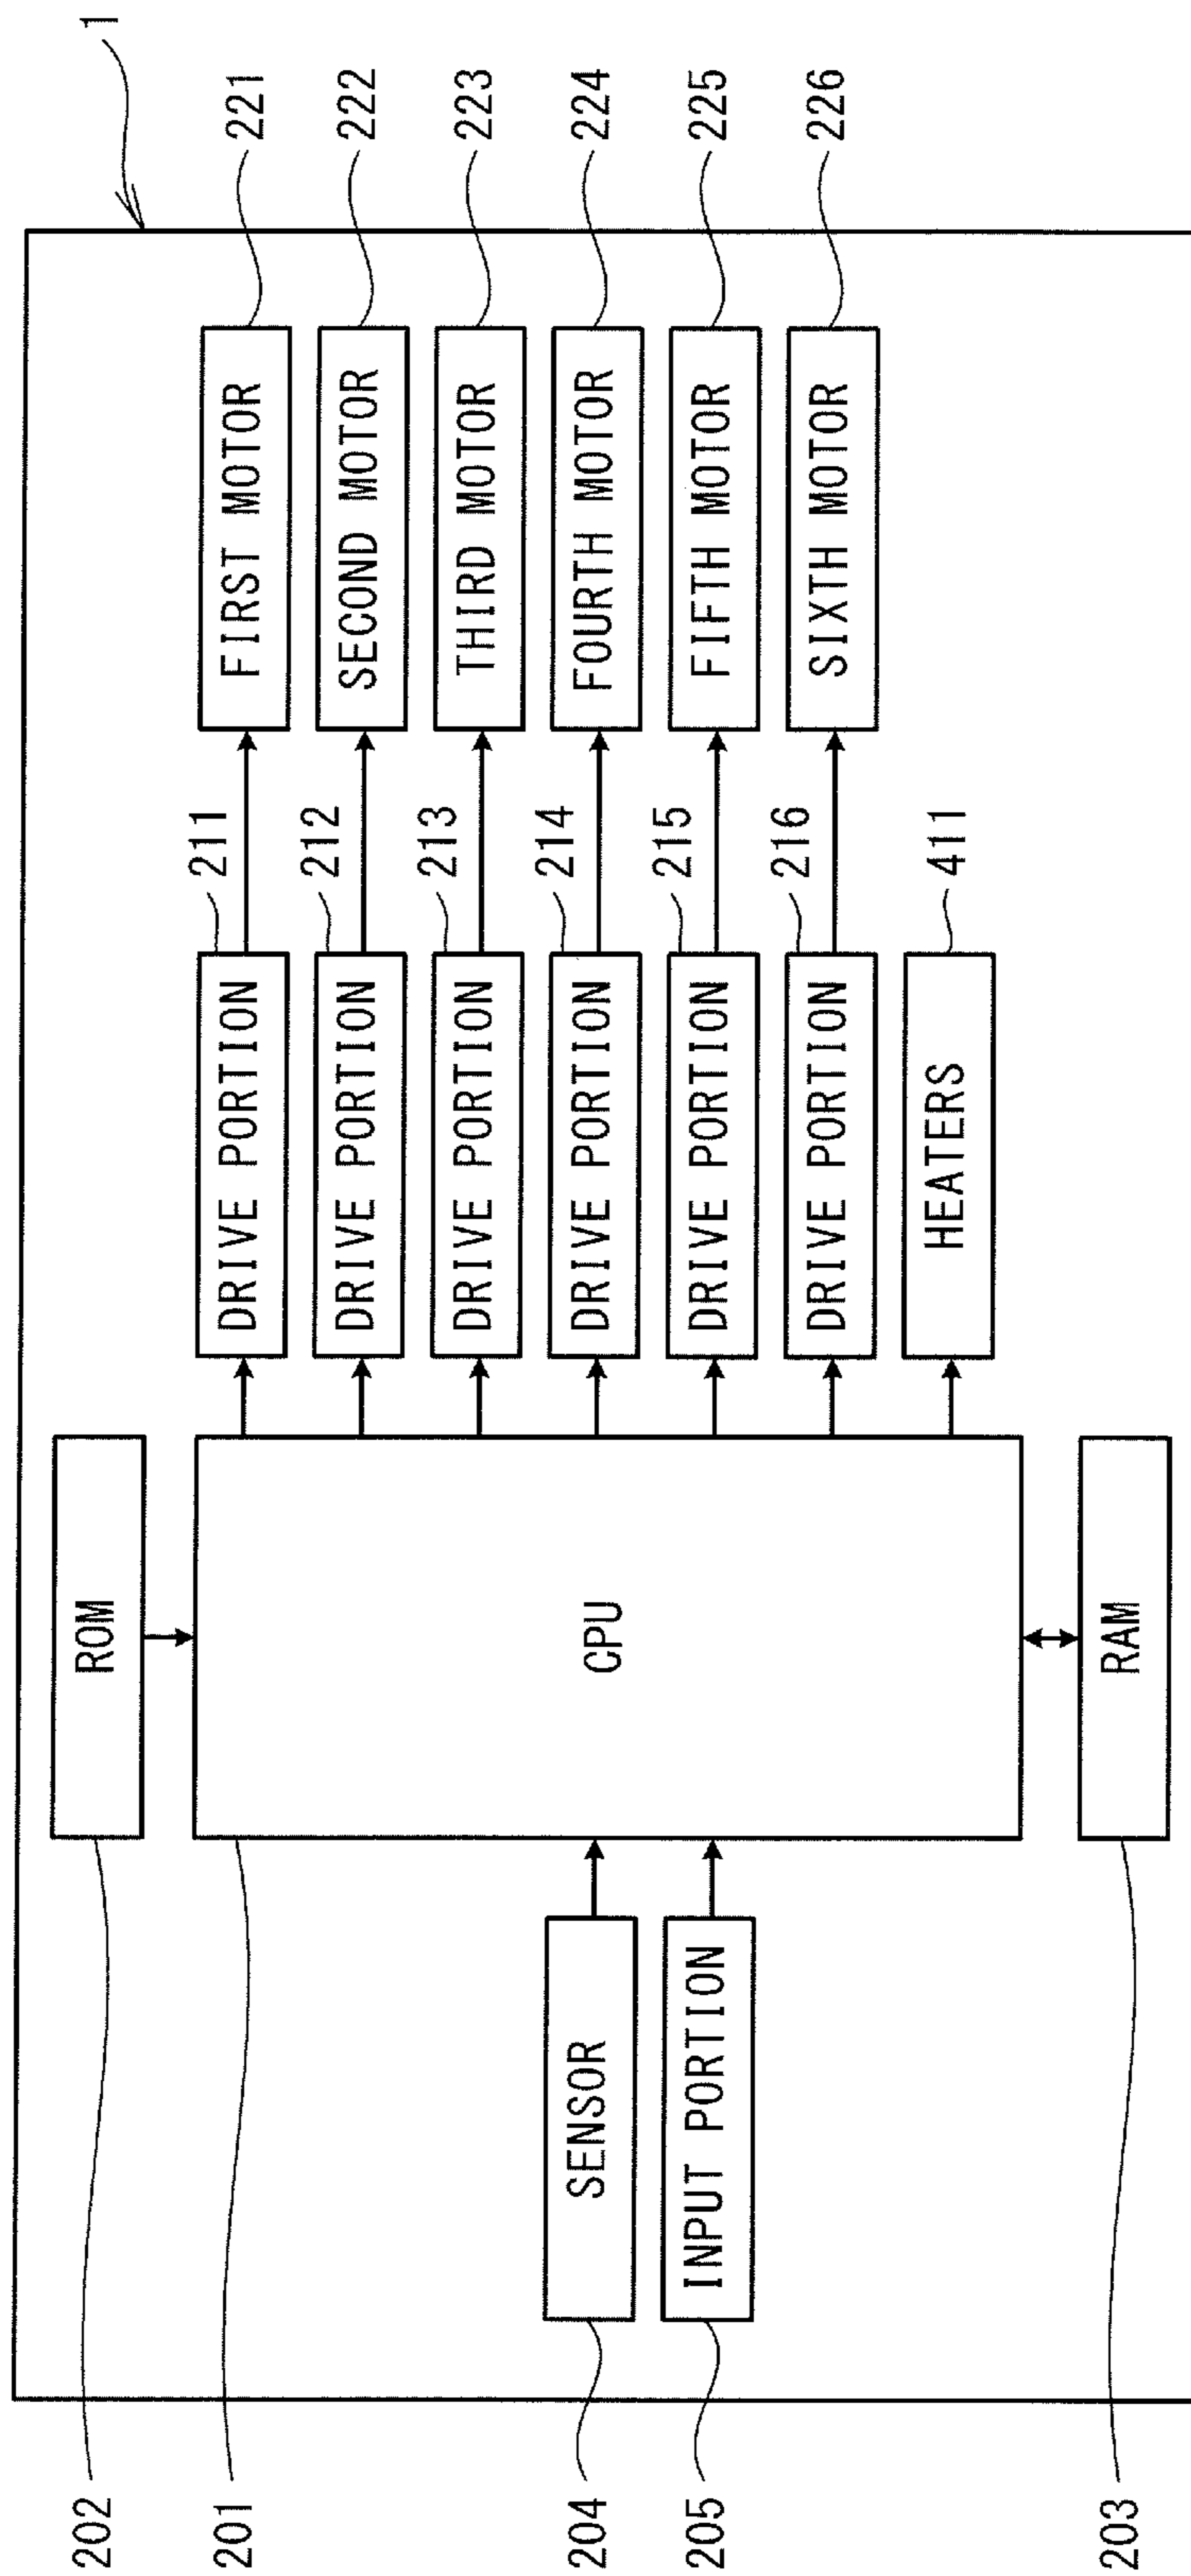 1
ROM
202
CPU
201
RAM
203
SENSOR
204
INPUT PORTION
205
DRIVE PORTION
211
FIRST MOTOR
221
DRIVE PORTION
212
SECOND MOTOR
222
DRIVE PORTION
213
THIRD MOTOR
223
DRIVE PORTION
214
FOURTH MOTOR
224
DRIVE PORTION
215
FIFTH MOTOR
225
DRIVE PORTION
216
SIXTH MOTOR
226
HEATERS
411